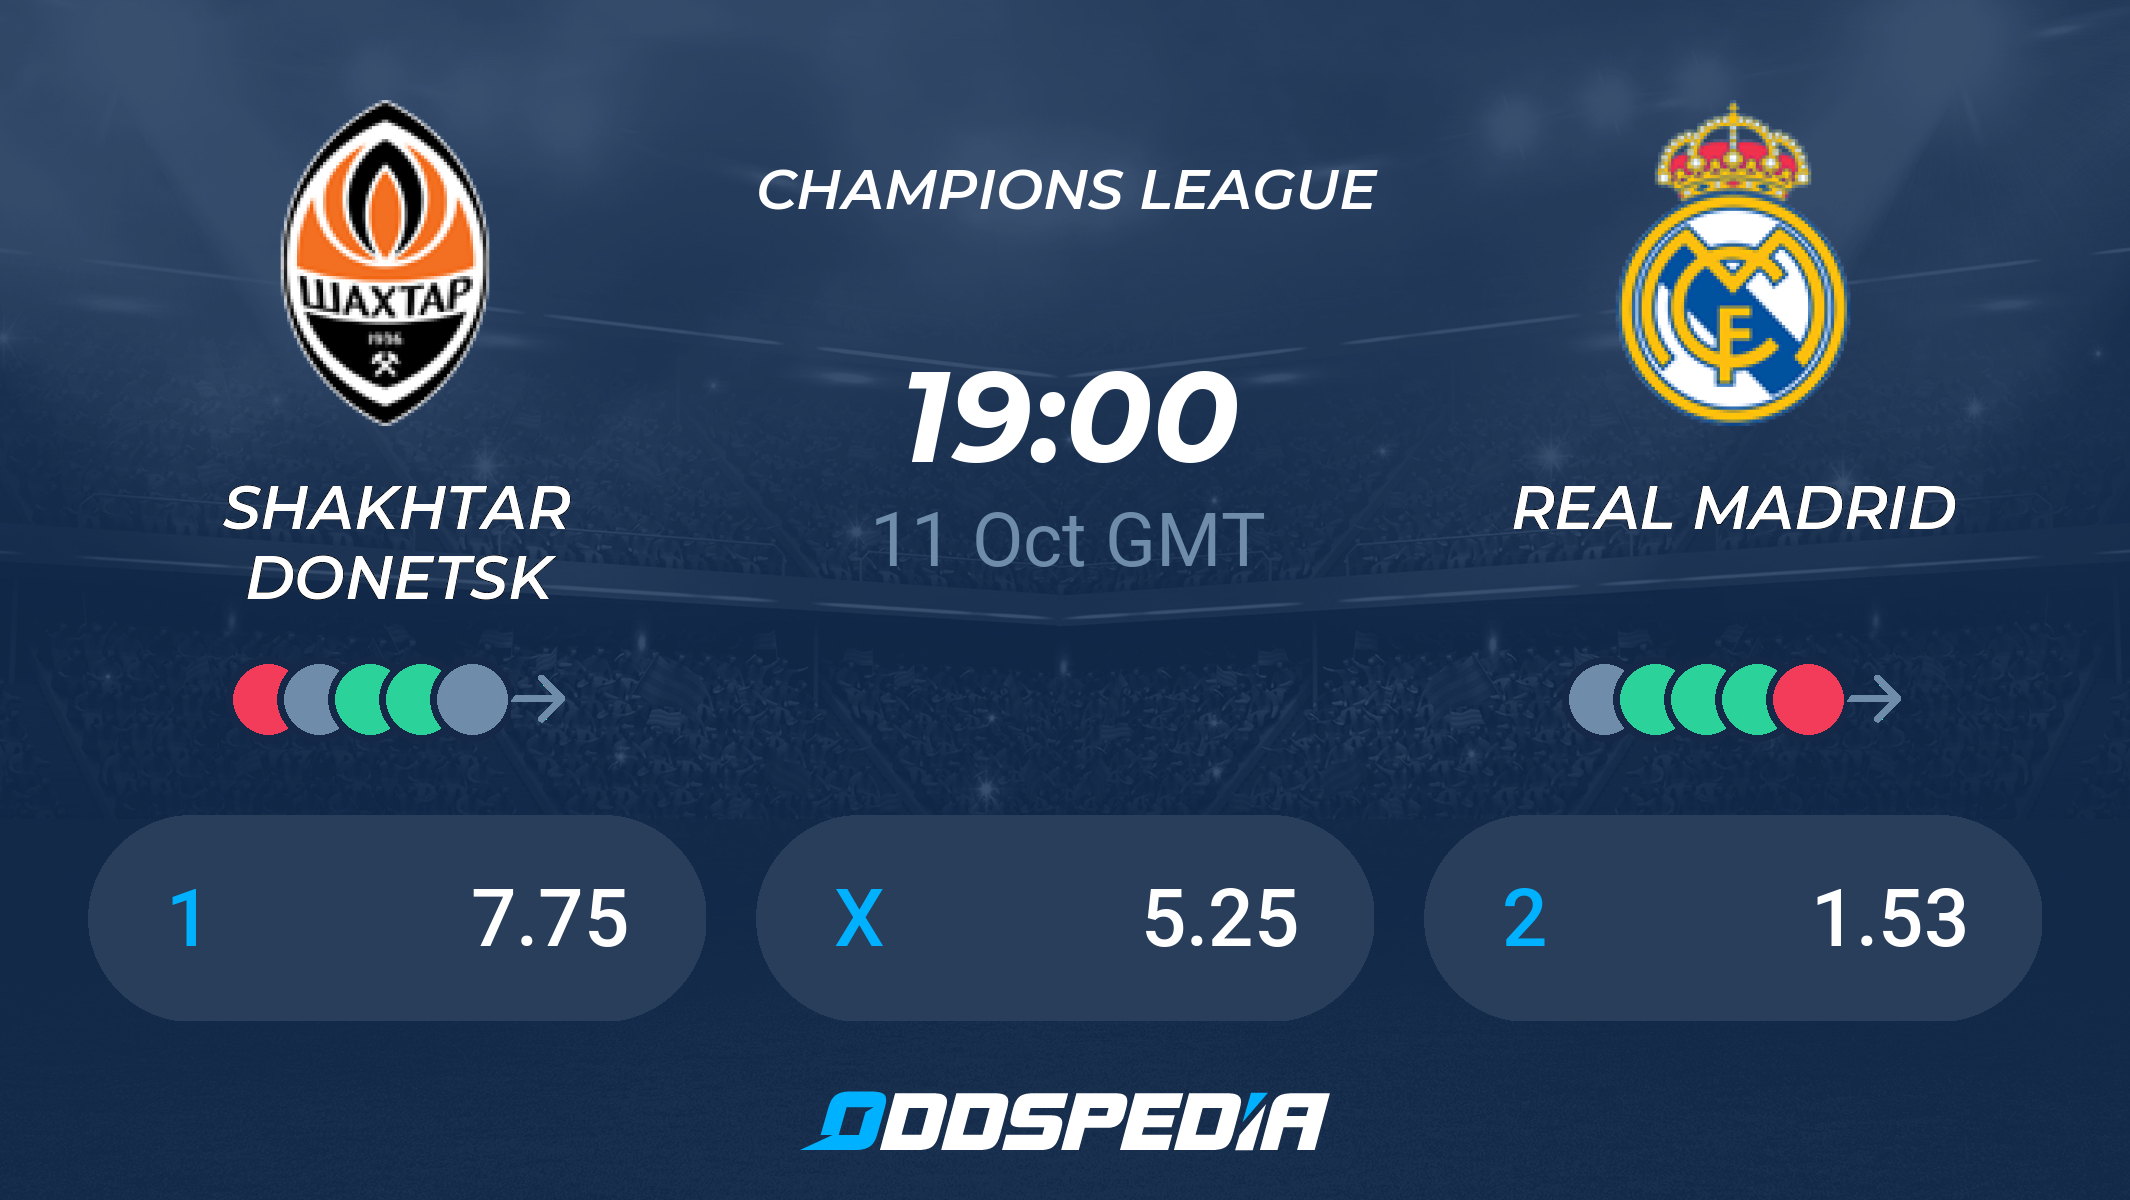 CHAMPIONS LEAGUE
ШАХТАР
1936
19:00
11 Oct GMT
SHAKHTAR
DONETSK
REAL MADRID
1 7.75
X 5.25
2 1.53
ODDSPEDIA